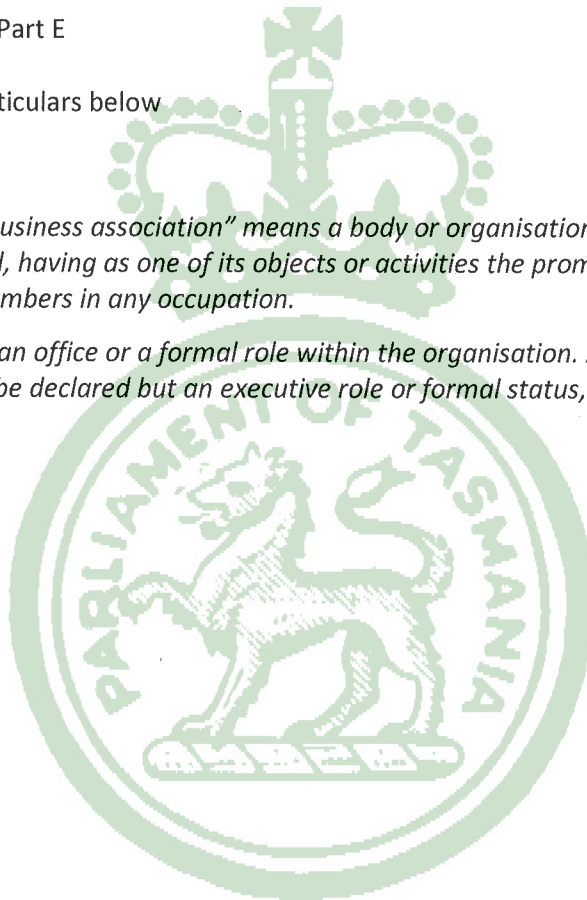 Part E
ticulars below
usiness association” means a body or organisation
, having as one of its objects or activities the prom
mbers in any occupation.
an office or a formal role within the organisation.
be declared but an executive role or formal status,
PARLIAMENT OF TASMANIA